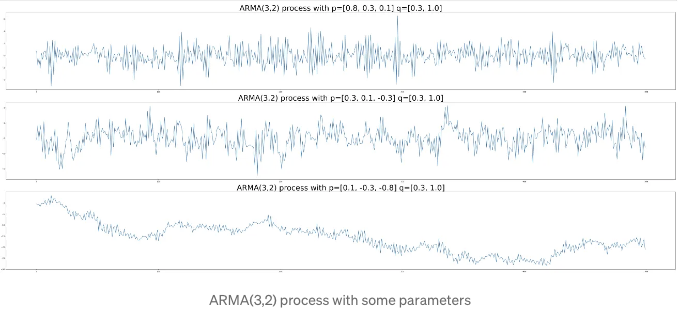 ARMA(3,2) process with p=[0.8, 0.3, 0.1] q=[0.3, 1.0]
ARMA(3,2) process with p=[0.3, 0.1, -0.3] q=[0.3, 1.0]
ARMA(3,2) process with p=[0.1, -0.3, -0.8] q=[0.3, 1.0]
ARMA(3,2) process with some parameters